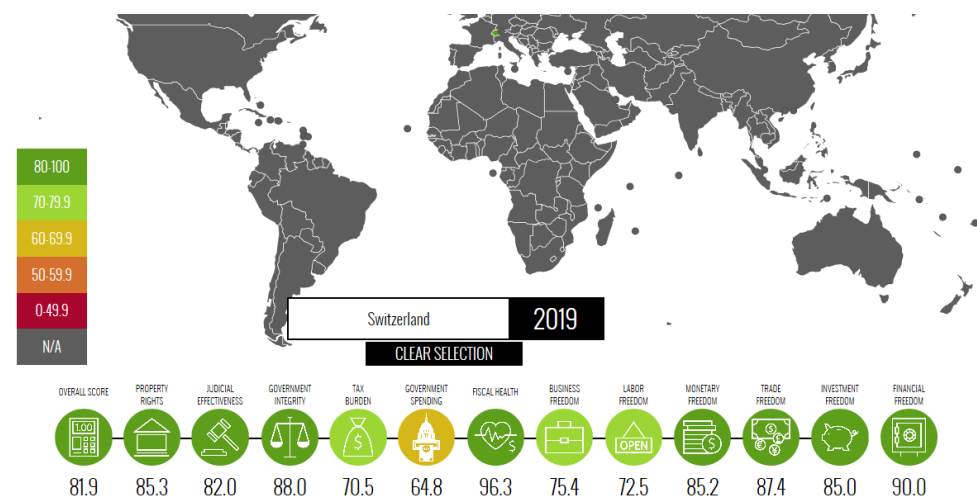 80-100
70-79.9
60-69.9
50-59.9
0-49.9
N/A
Switzerland
2019
CLEAR SELECTION
OVERALL SCORE
PROPERTY
RIGHTS
JUDICIAL
EFFECTIVENESS
GOVERNMENT
INTEGRITY
TAX
BURDEN
GOVERNMENT
SPENDING
FISCAL HEALTH
BUSINESS
FREEDOM
LABOR
FREEDOM
MONETARY
FREEDOM
TRADE
FREEDOM
INVESTMENT
FREEDOM
FINANCIAL
FREEDOM
1.00
$
$
OPEN
$
$
€
¥
81.9
85.3
82.0
88.0
70.5
64.8
96.3
75.4
72.5
85.2
87.4
85.0
90.0